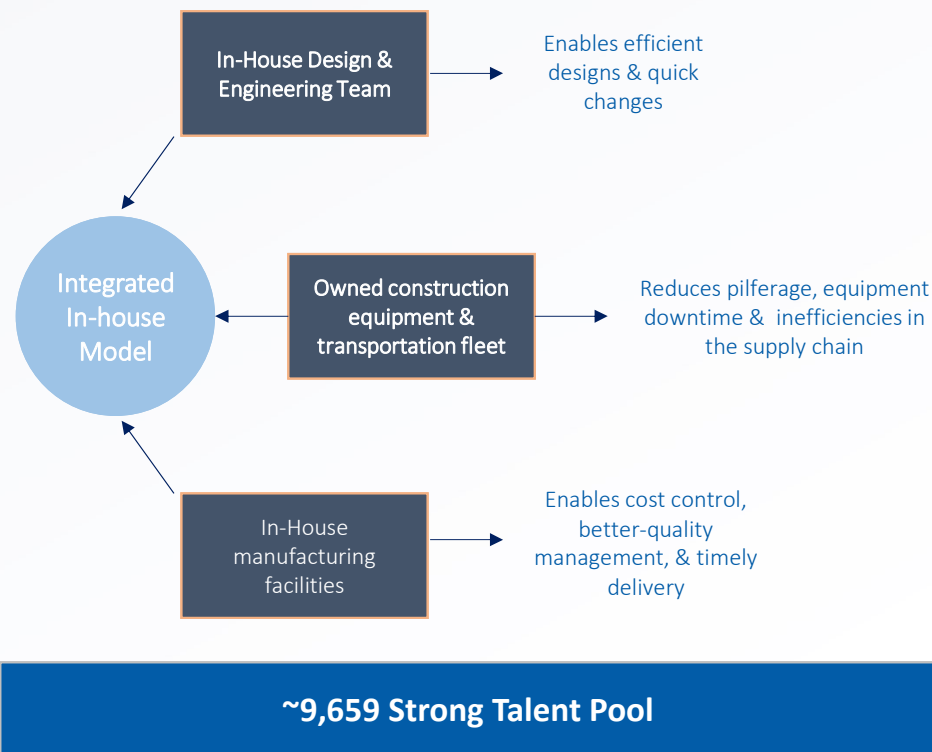 In-House Design &
Engineering Team
Enables efficient
designs & quick
changes
Integrated
In-house
Model
Owned construction
equipment &
transportation fleet
Reduces pilferage, equipment
downtime & inefficiencies in
the supply chain
In-House
manufacturing
facilities
Enables cost control,
better-quality
management, & timely
delivery
~9,659 Strong Talent Pool